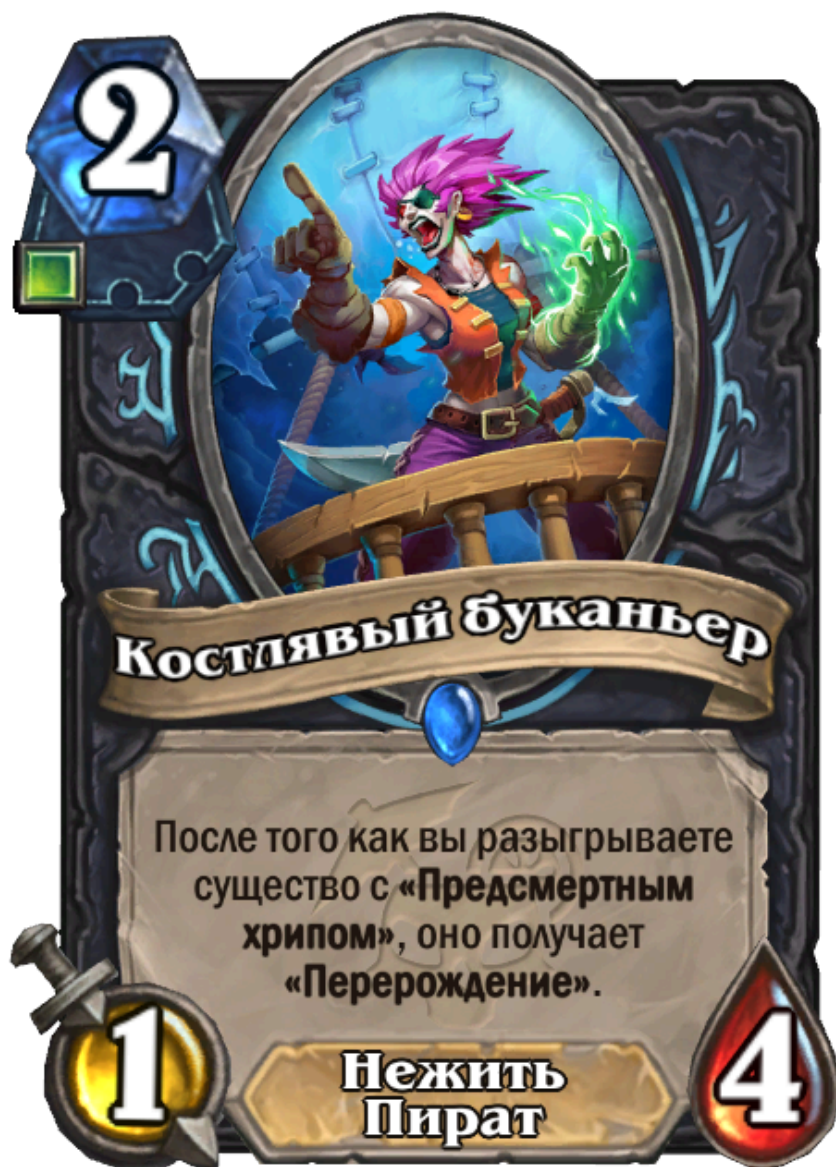 2
Костлявый буканьер
После того как вы разыгрываете
существо с «Предсмертным
хрипом», оно получает
«Перерождение».
Нежить
Пират
1
4